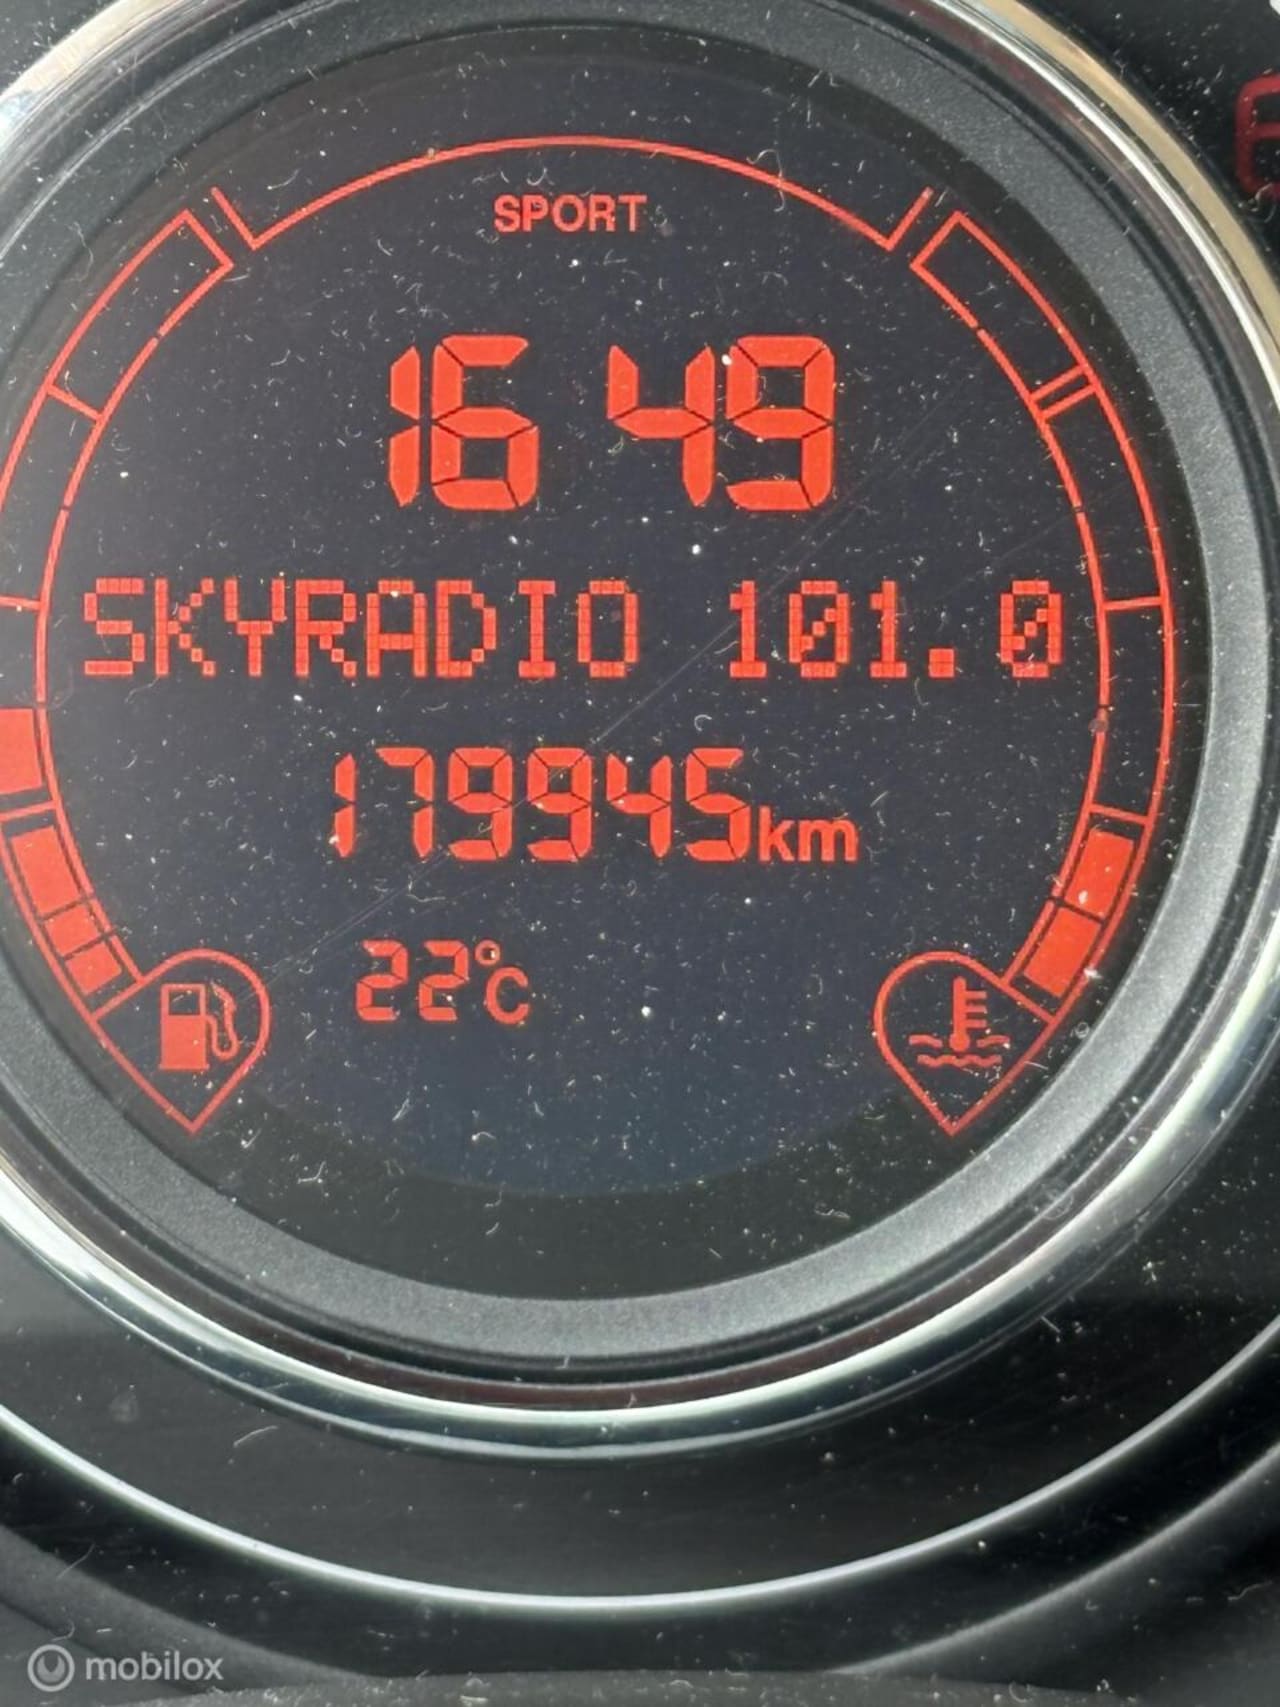 SPORT
16 49
SKYRADIO 101.0
179945km
22°C
mobilox